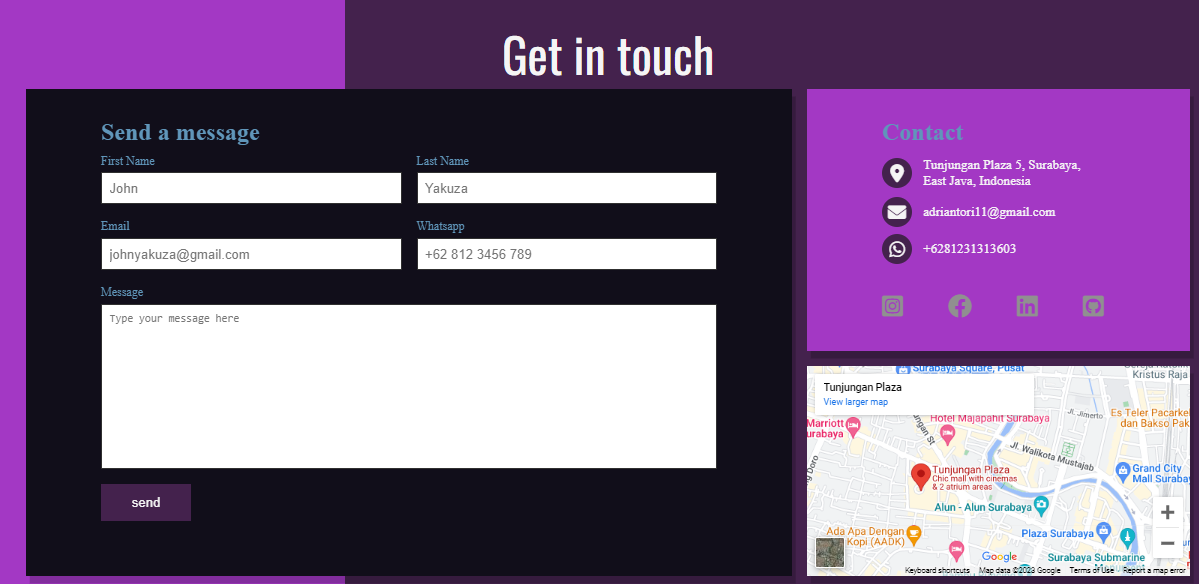 Get in touch
Send a message
First Name
Last Name
John
Yakuza
Email
Whatsapp
johnyakuza@gmail.com
+62 812 3456 789
Message
Type your message here
send
Contact
Tunjungan Plaza 5, Surabaya,
East Java, Indonesia
adriantori11@gmail.com
+6281231313603
Surabaya Square, Pusat
Kristus Raja
Tunjungan Plaza
View larger map
Marriott
urabaya
Hotel Majapahit Surabaya
Jl. Jimerto
Es Teler Pacarke
dan Bakso Pak
Jl. Walikota Mustajab
Tunjungan Plaza
Chic mall with cinemas
& 2 atrium areas
Grand City
Mall Surabay
Alun - Alun Surabaya
Ada Apa Dengan
Kopi (AADK)
Plaza Surabaya
Google
Surabaya Submarine
Keyboard shortcuts
Map data ©2023 Google
Terms of Use
Report a map error